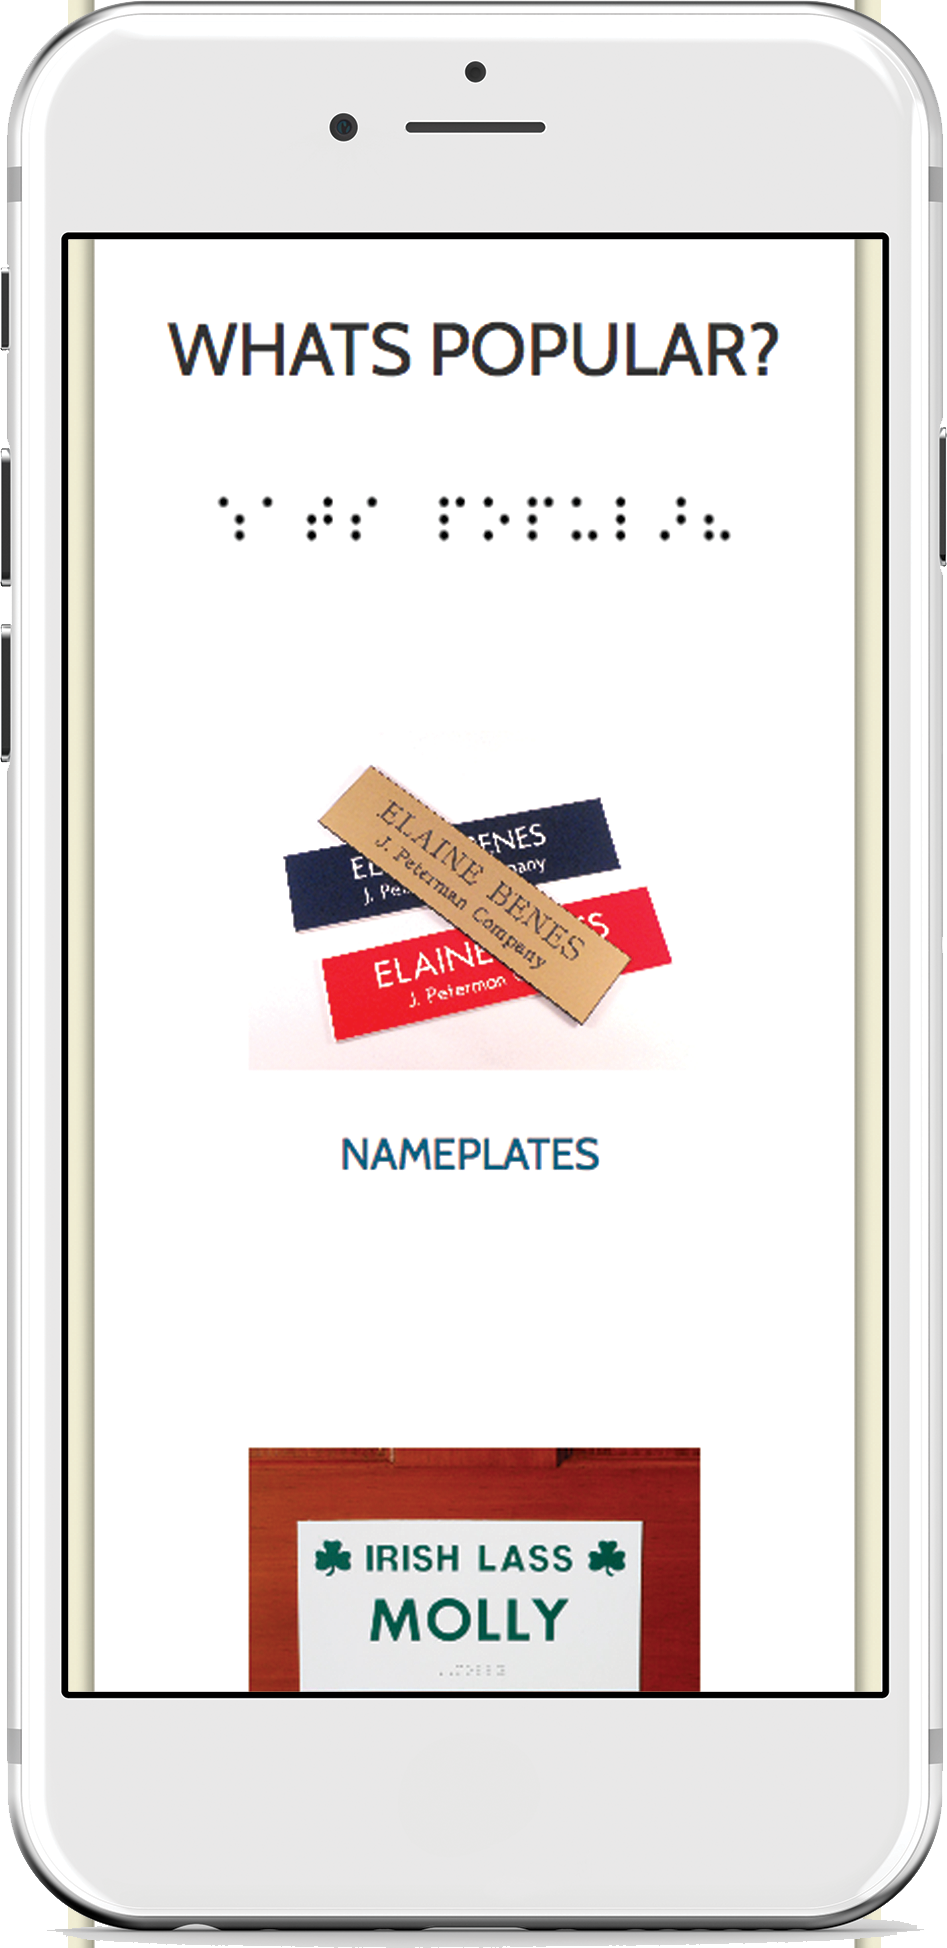 WHATS POPULAR?
⠱⠁⠞⠎ ⠏⠕⠏⠥⠇⠜⠦
ELAINE BENES
J. Peterman Company
ELAINE
J. Peterman
NAMEPLATES
IRISH LASS
MOLLY